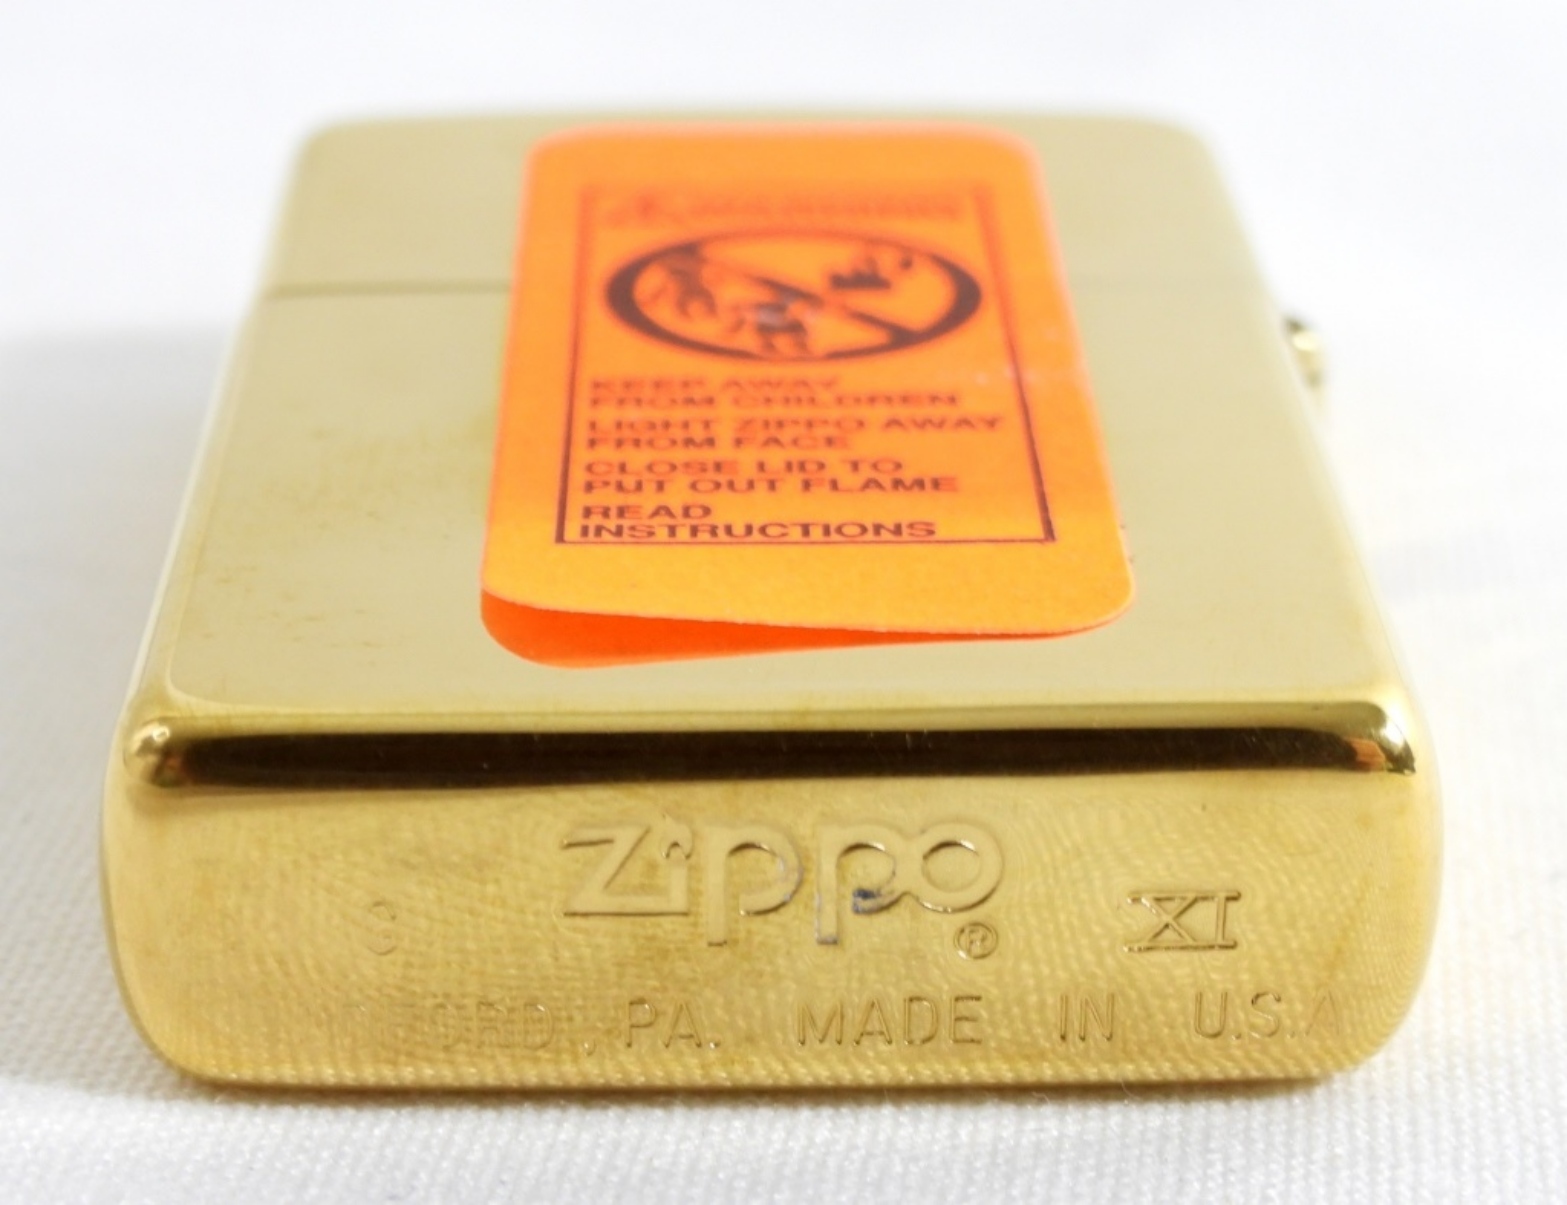 KEEP AWAY
FROM CHILDREN
LIGHT ZIPPO AWAY
FROM FACE
CLOSE LID TO
PUT OUT FLAME
READ
INSTRUCTIONS
Zippo
®
XI
PA. MADE IN U.S.A